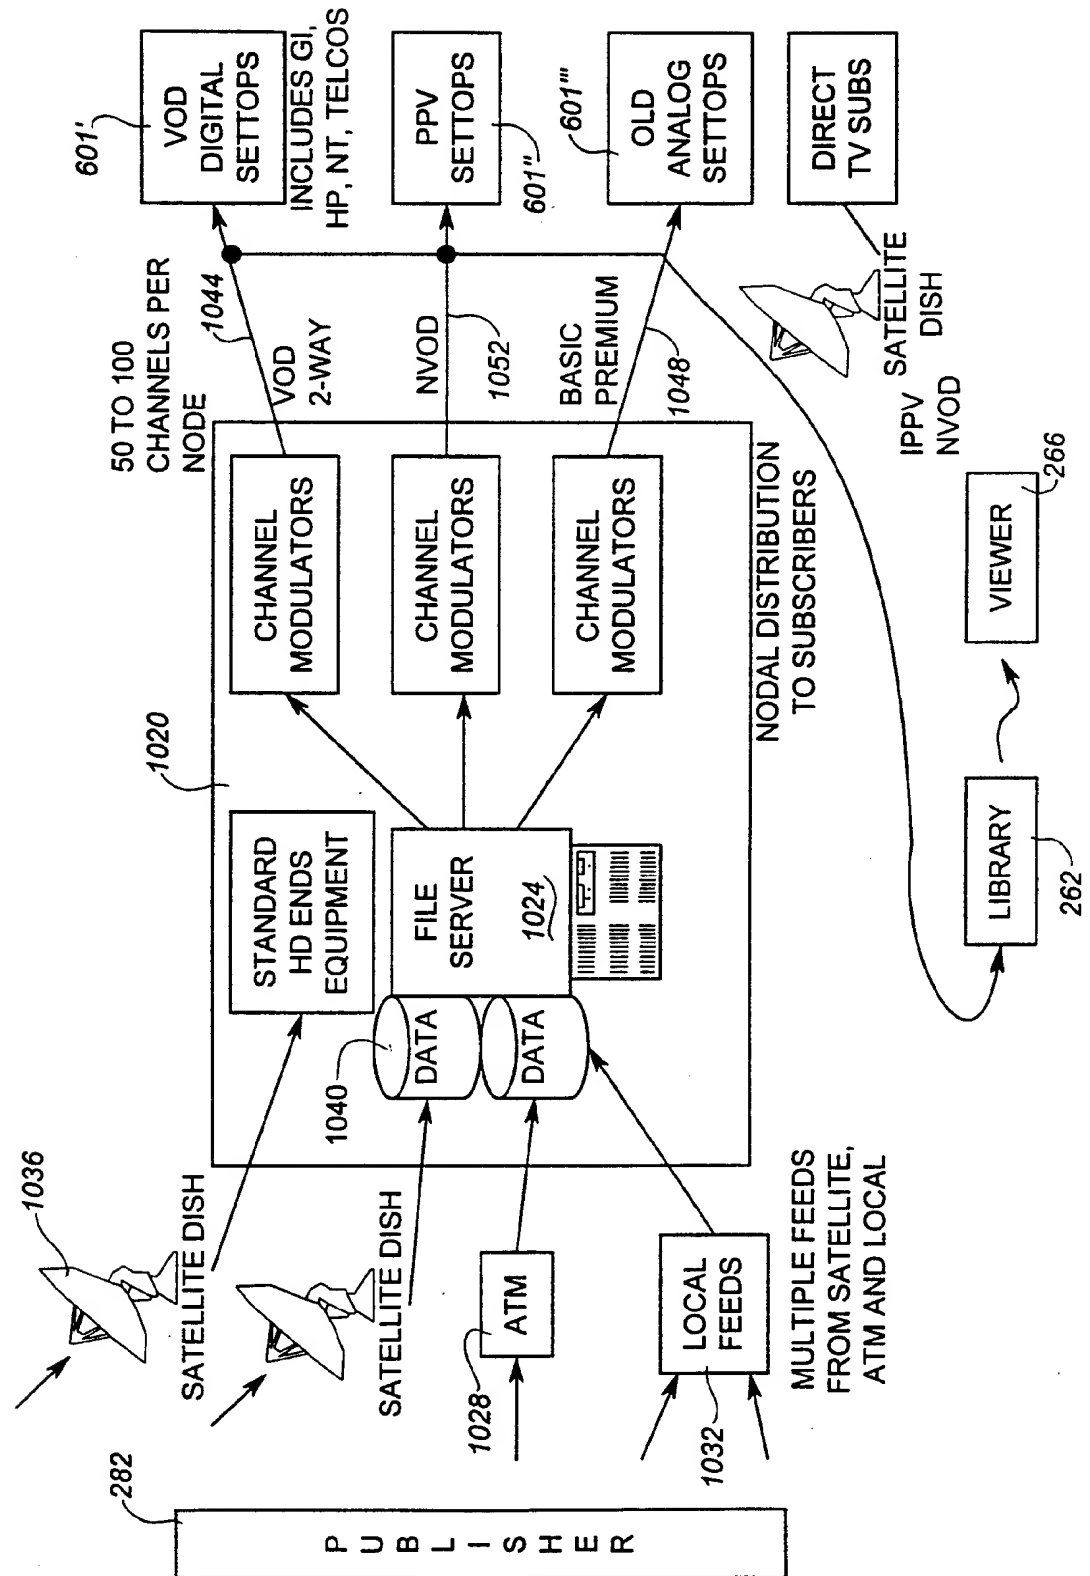 282
PUBLISHER
1036
SATELLITE DISH
SATELLITE DISH
1028
ATM
1032
LOCAL
FEEDS
MULTIPLE FEEDS
FROM SATELLITE,
ATM AND LOCAL
1020
STANDARD
HD ENDS
EQUIPMENT
1040
DATA
DATA
FILE
SERVER
1024
CHANNEL
MODULATORS
CHANNEL
MODULATORS
CHANNEL
MODULATORS
NODAL DISTRIBUTION
TO SUBSCRIBERS
50 TO 100
CHANNELS PER
NODE
1044
VOD
2-WAY
NVOD
1052
BASIC
PREMIUM
1048
601'
VOD
DIGITAL
SETTOPS
INCLUDES GI,
HP, NT, TELCOS
PPV
SETTOPS
601''
601'''
OLD
ANALOG
SETTOPS
DIRECT
TV SUBS
SATELLITE
DISH
IPPV
NVOD
LIBRARY
262
VIEWER
266